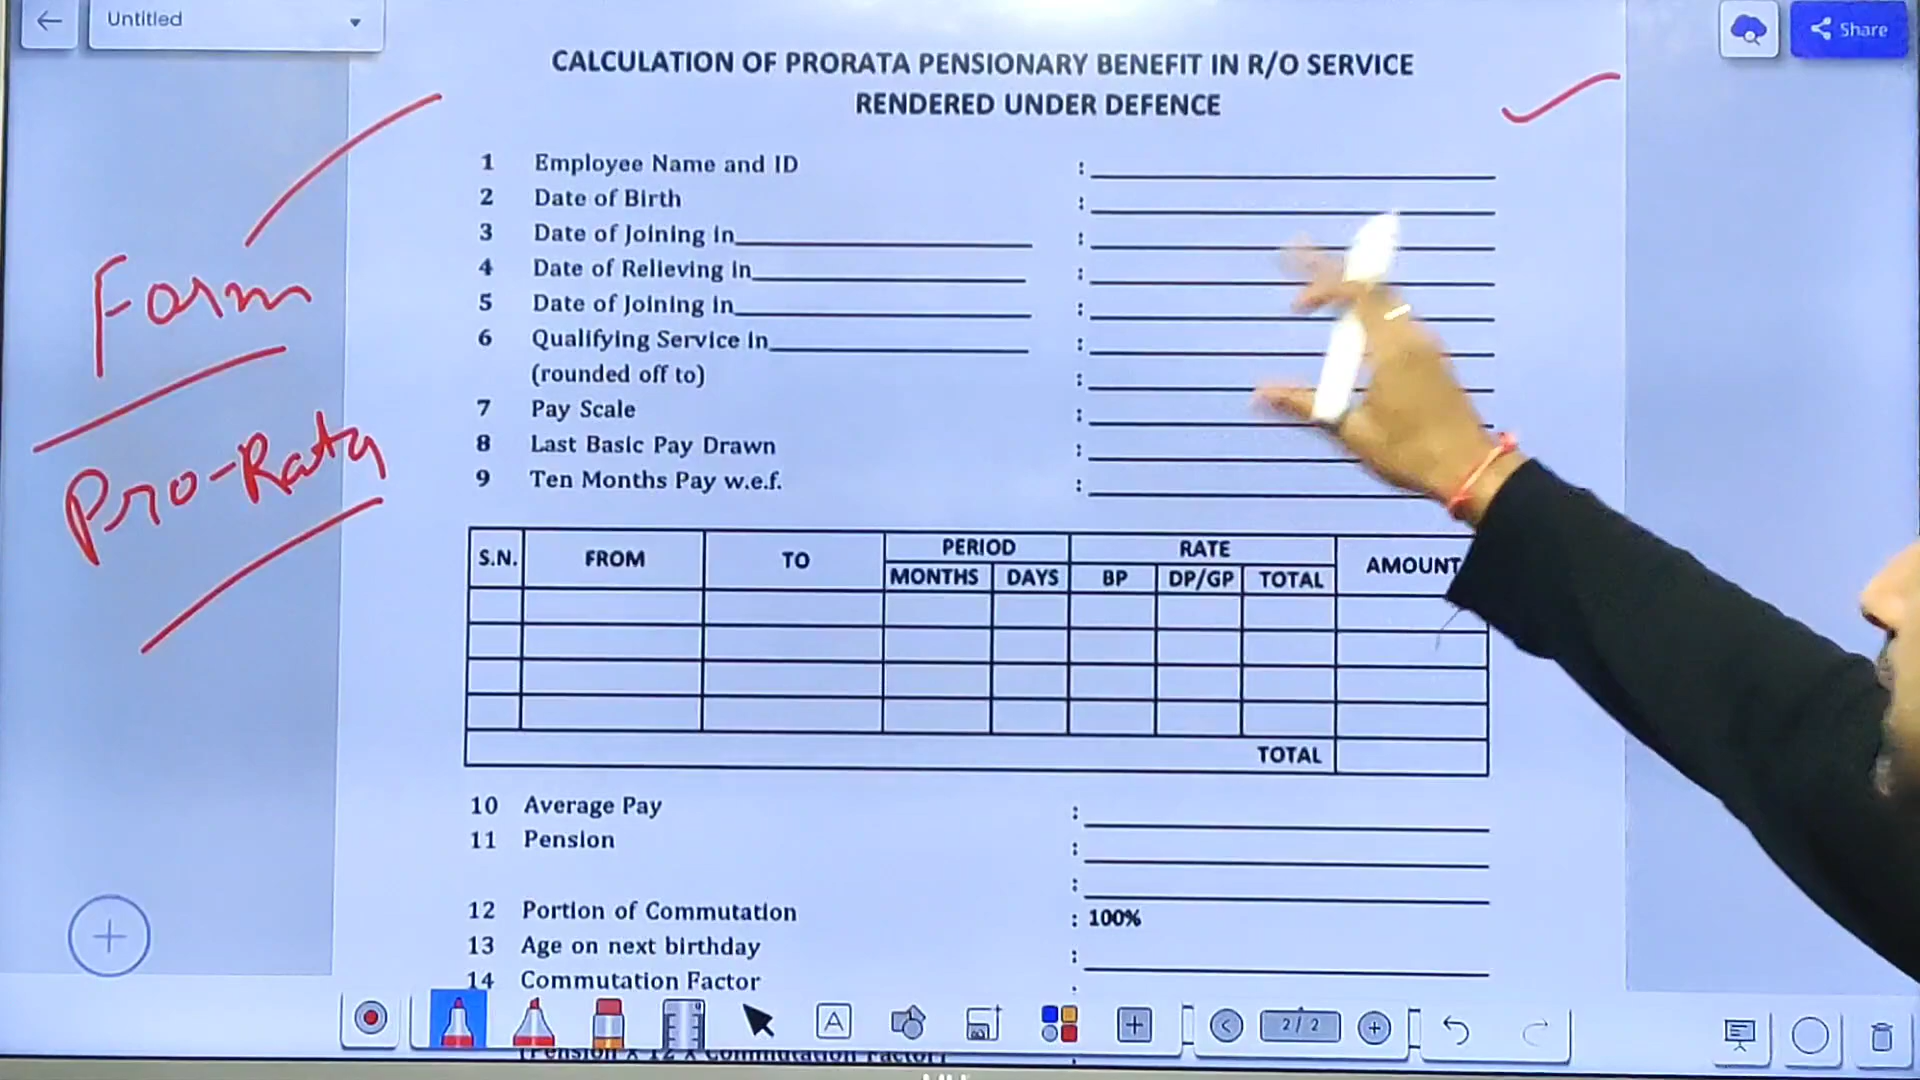 Untitled
Share
CALCULATION OF PRORATA PENSIONARY BENEFIT IN R/O SERVICE
RENDERED UNDER DEFENCE
Form
Pro-Rata
1 Employee Name and ID :
2 Date of Birth :
3 Date of Joining in :
4 Date of Relieving in :
5 Date of Joining in :
6 Qualifying Service in :
(rounded off to) :
7 Pay Scale :
8 Last Basic Pay Drawn :
9 Ten Months Pay w.e.f. :
S.N. FROM TO PERIOD RATE AMOUNT
MONTHS DAYS BP DP/GP TOTAL
TOTAL
10 Average Pay :
11 Pension :
:
12 Portion of Commutation : 100%
13 Age on next birthday :
14 Commutation Factor
A
2/2
(Pension x 12 x Commutation Factor)